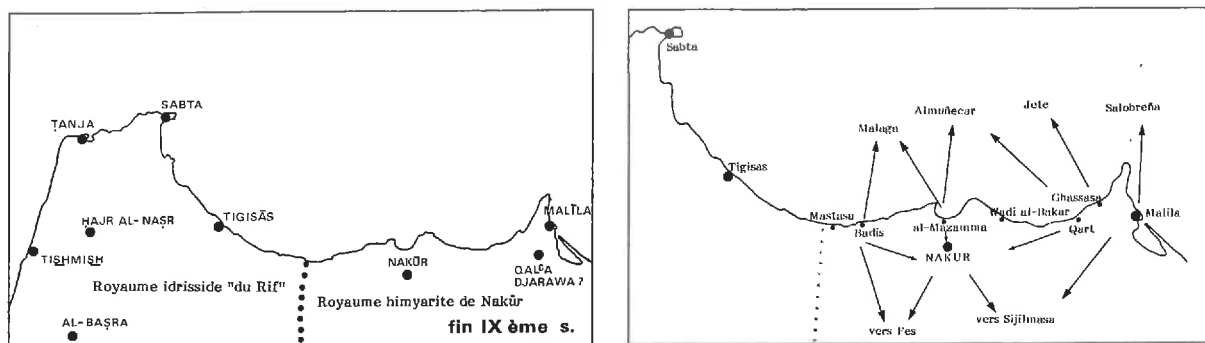 SABTA
ṬANJA
HAJR AL-NAṢR
TIGISĀS
MALĪLA
TISHMISH
NAKŪR
QALᶜA
DJARAWA ?
Royaume idrisside "du Rif"
Royaume himyarite de Nakūr
AL-BAṢRA
fin IX ème s.
Sabta
Almuñecar
Jete
Salobreña
Malaga
Tigisas
Ghassasa
Mastasa
Badis
al-Mazamma
Wadi al-Bakar
Qart
Malila
NAKUR
vers Fes
vers Sijilmasa